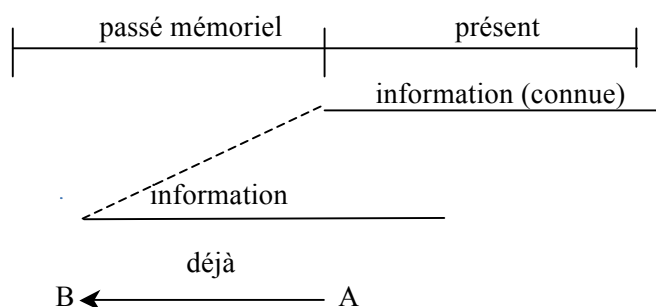 passé mémoriel présent
information (connue)
information
déjà
B A